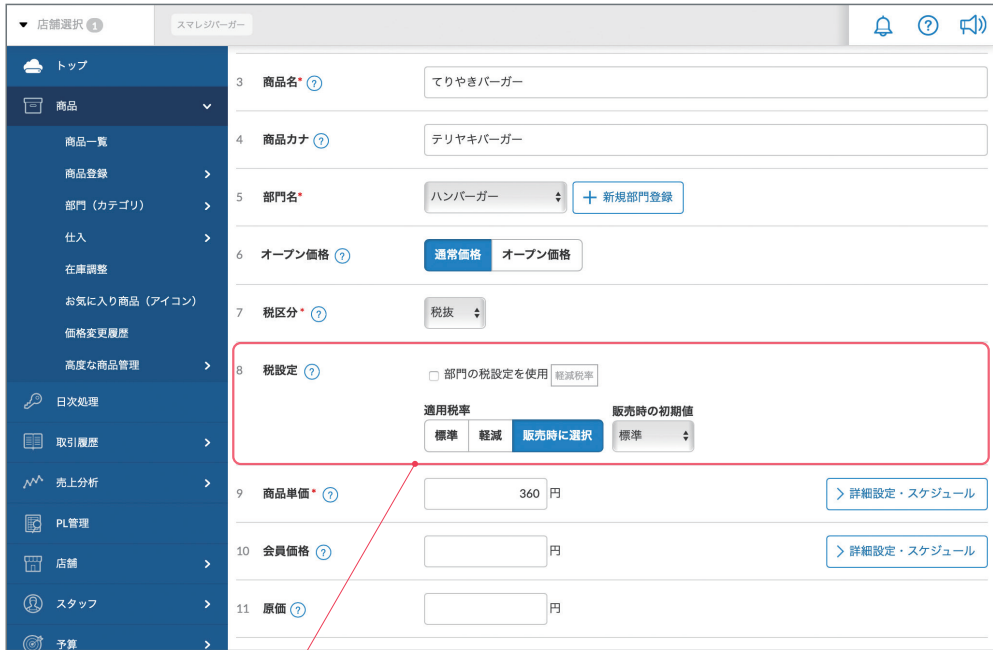 ▼ 店舗選択 1
スマレジバーガー
トップ
商品
商品一覧
商品登録
部門（カテゴリ）
仕入
在庫調整
お気に入り商品（アイコン）
価格変更履歴
高度な商品管理
日次処理
取引履歴
売上分析
PL管理
店舗
スタッフ
予算
3 商品名* ? てりやきバーガー
4 商品カナ ? テリヤキバーガー
5 部門名* ハンバーガー ＋ 新規部門登録
6 オープン価格 ? 通常価格 オープン価格
7 税区分* ? 税抜
8 税設定 ? 部門の税設定を使用 軽減税率
適用税率 販売時の初期値
標準 軽減 販売時に選択 標準
9 商品単価* ? 360 円 > 詳細設定・スケジュール
10 会員価格 ? 円 > 詳細設定・スケジュール
11 原価 ? 円